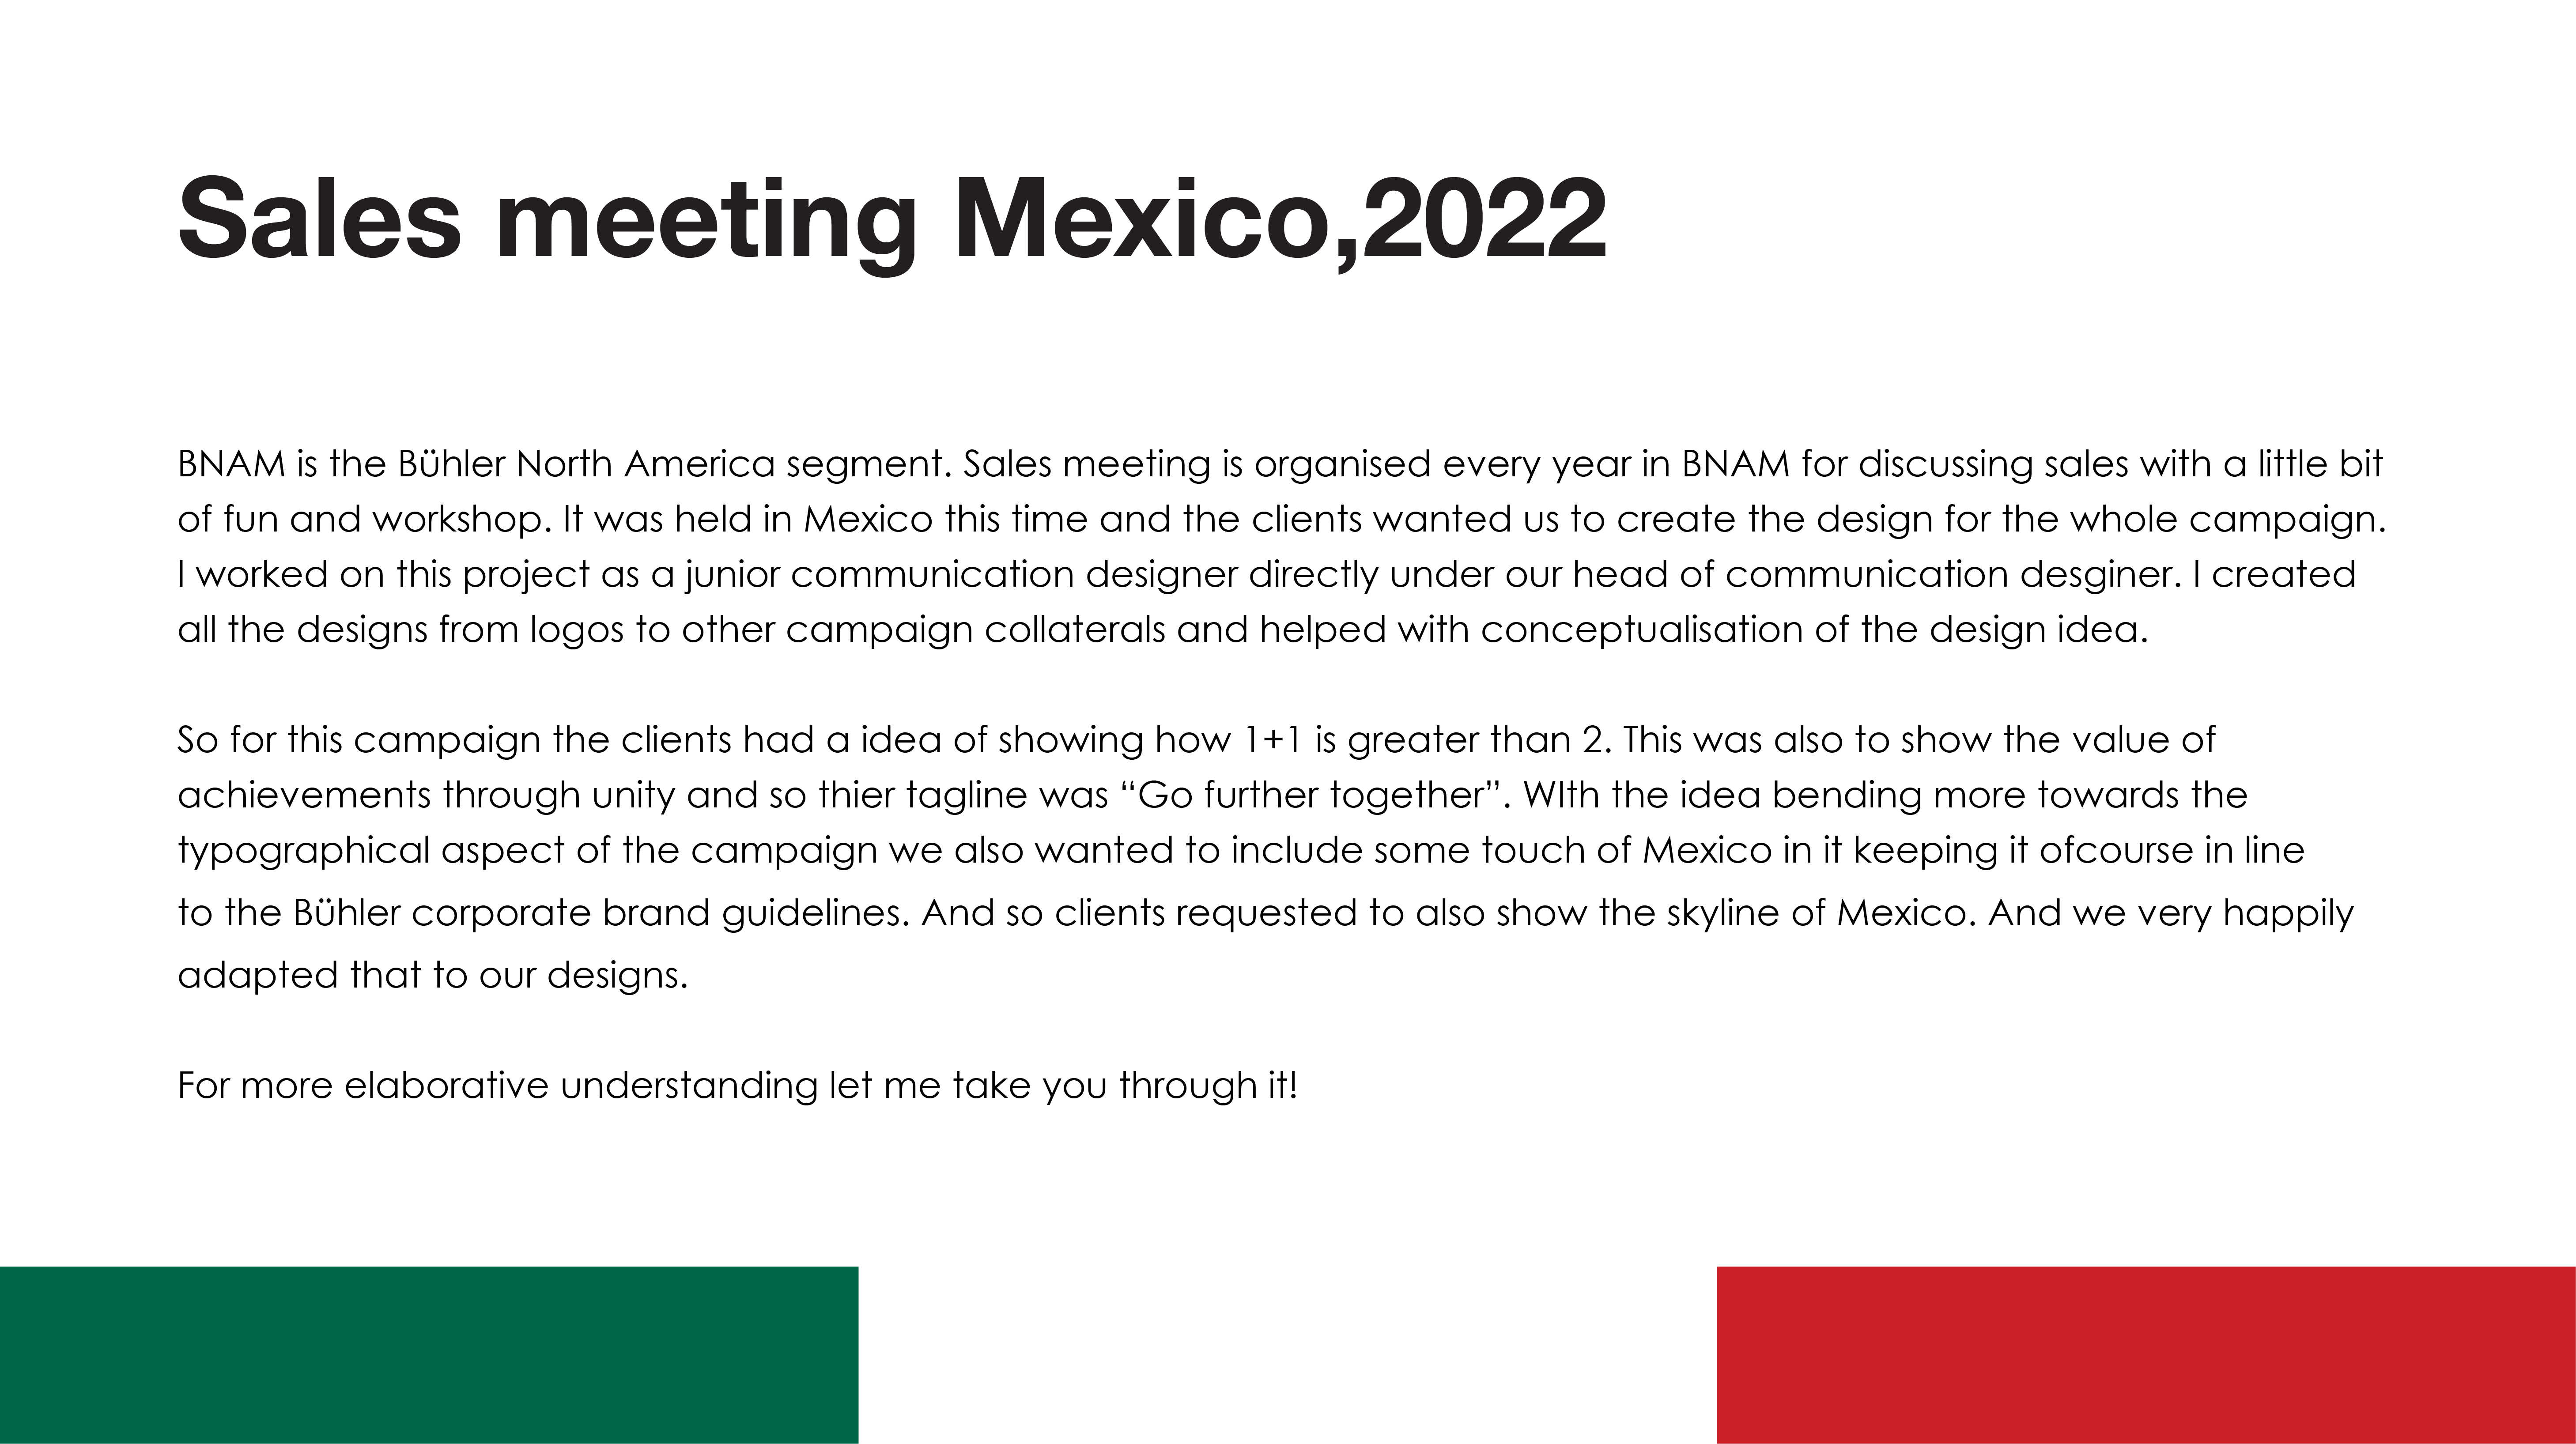 Sales meeting Mexico,2022
BNAM is the Bühler North America segment. Sales meeting is organised every year in BNAM for discussing sales with a little bit
of fun and workshop. It was held in Mexico this time and the clients wanted us to create the design for the whole campaign.
I worked on this project as a junior communication designer directly under our head of communication desginer. I created
all the designs from logos to other campaign collaterals and helped with conceptualisation of the design idea.
So for this campaign the clients had a idea of showing how 1+1 is greater than 2. This was also to show the value of
achievements through unity and so thier tagline was “Go further together”. WIth the idea bending more towards the
typographical aspect of the campaign we also wanted to include some touch of Mexico in it keeping it ofcourse in line
to the Bühler corporate brand guidelines. And so clients requested to also show the skyline of Mexico. And we very happily
adapted that to our designs.
For more elaborative understanding let me take you through it!